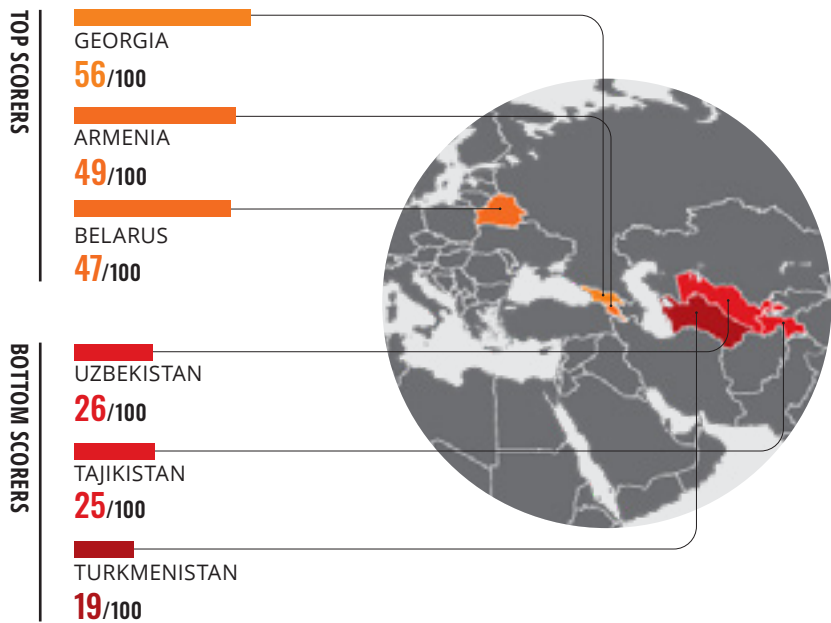 TOP SCORERS
GEORGIA
56/100
ARMENIA
49/100
BELARUS
47/100
BOTTOM SCORERS
UZBEKISTAN
26/100
TAJIKISTAN
25/100
TURKMENISTAN
19/100